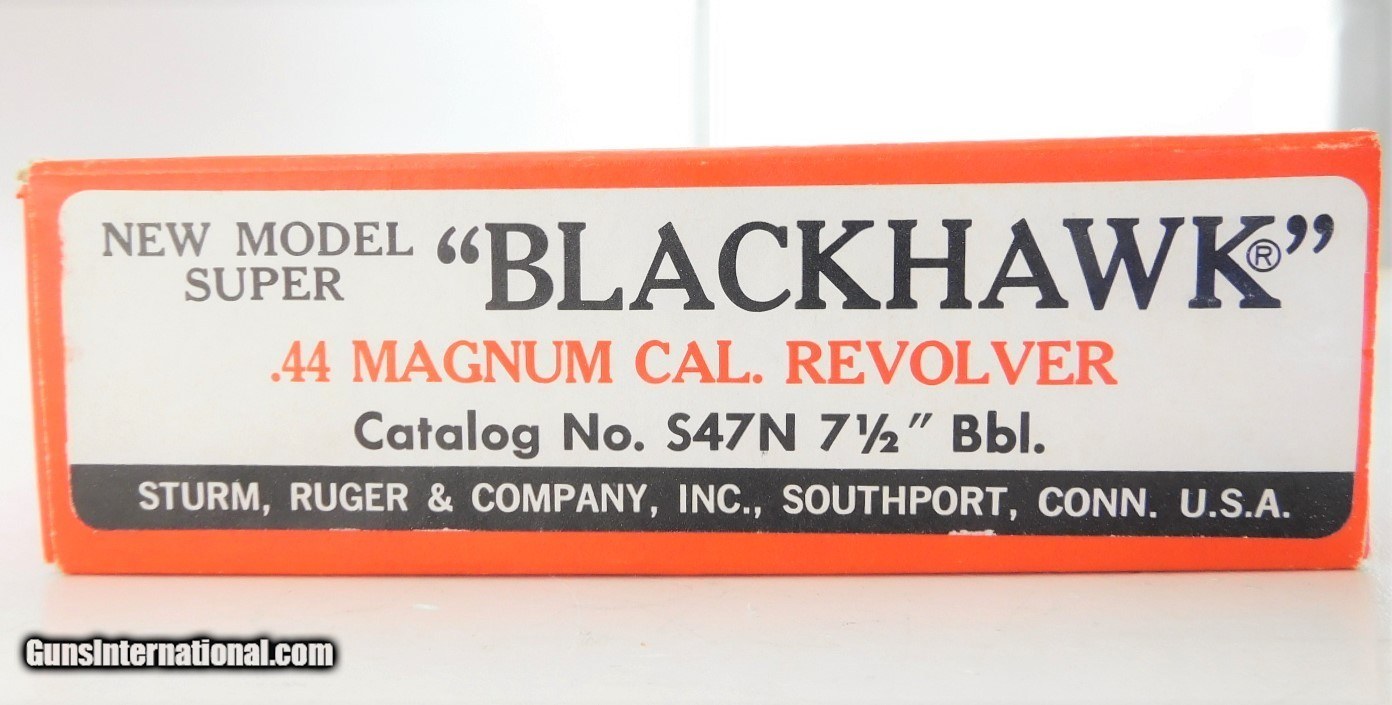 NEW MODEL SUPER “BLACKHAWK®”
.44 MAGNUM CAL. REVOLVER
Catalog No. S47N 7½" Bbl.
STURM, RUGER & COMPANY, INC., SOUTHPORT, CONN. U.S.A.
GunsInternational.com